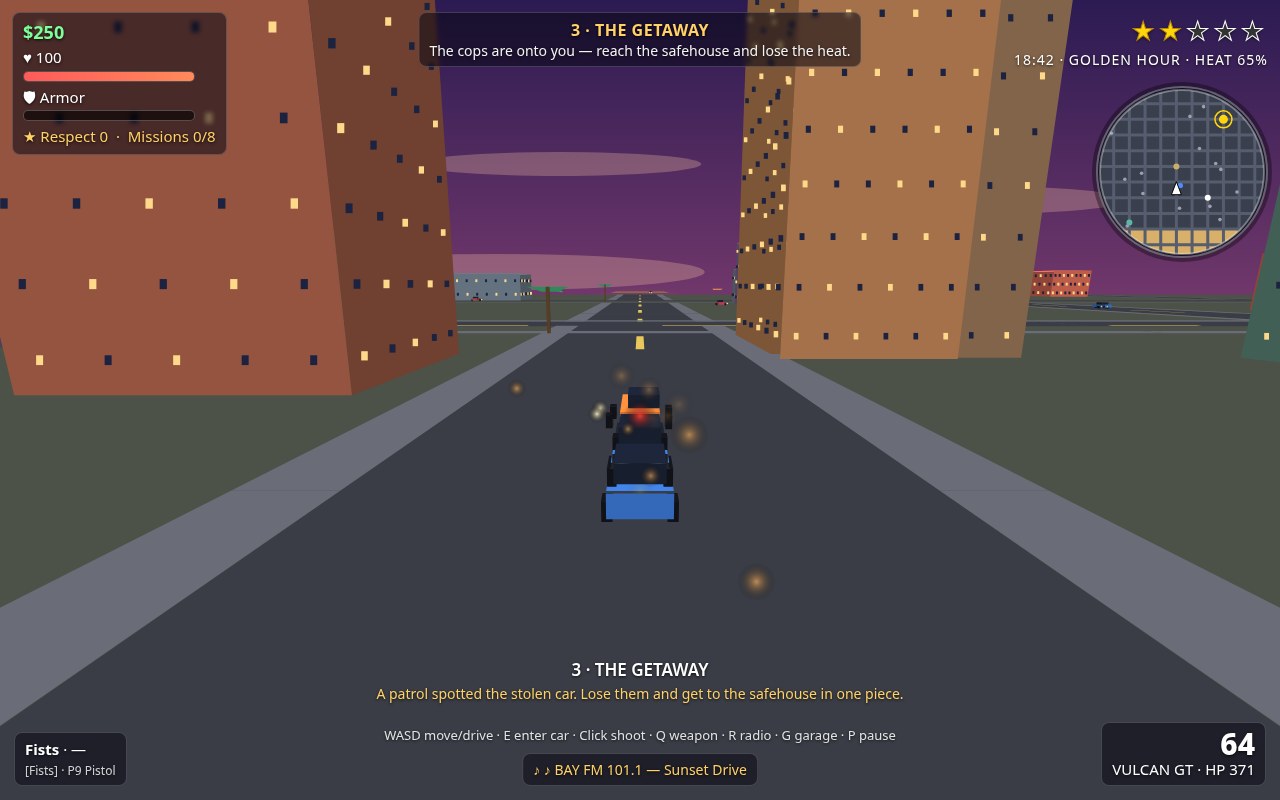 $250
♥ 100
Armor
★ Respect 0 · Missions 0/8
3 · THE GETAWAY
The cops are onto you — reach the safehouse and lose the heat.
18:42 · GOLDEN HOUR · HEAT 65%
3 · THE GETAWAY
A patrol spotted the stolen car. Lose them and get to the safehouse in one piece.
WASD move/drive · E enter car · Click shoot · Q weapon · R radio · G garage · P pause
♪ ♪ BAY FM 101.1 — Sunset Drive
Fists · —
[Fists] · P9 Pistol
64
VULCAN GT · HP 371